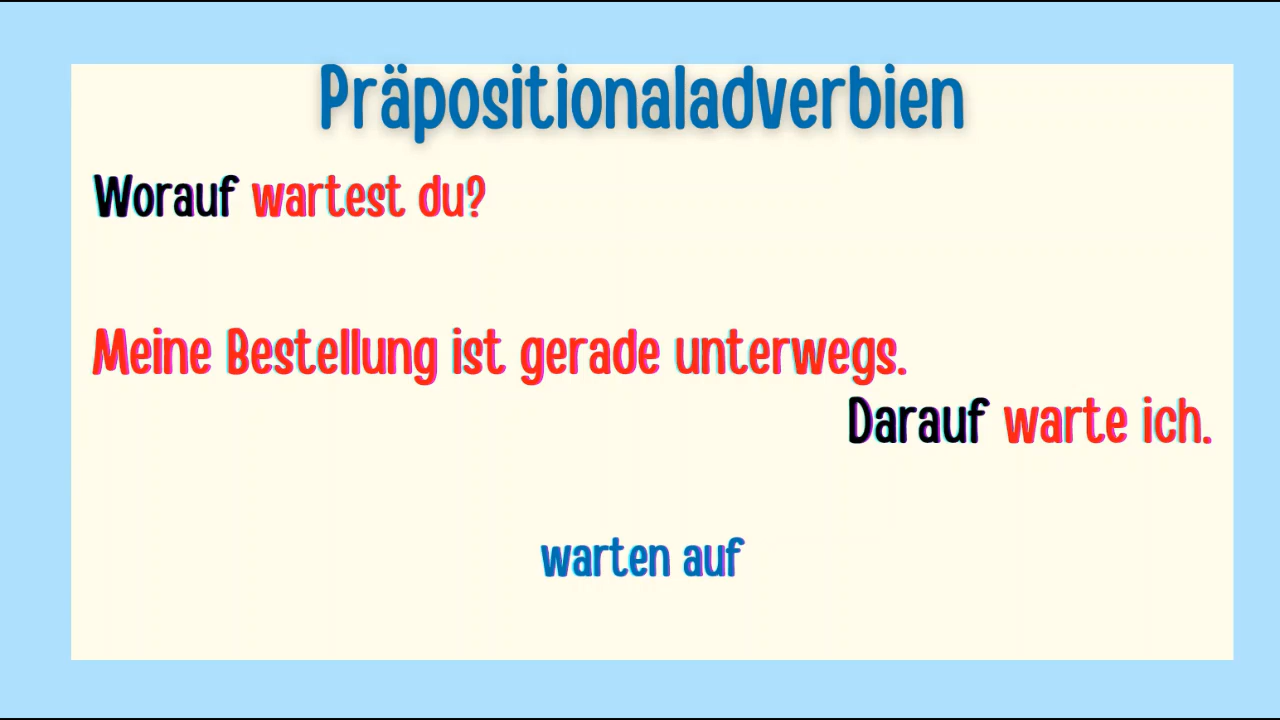 Präpositionaladverbien
Worauf wartest du?
Meine Bestellung ist gerade unterwegs.
Darauf warte ich.
warten auf